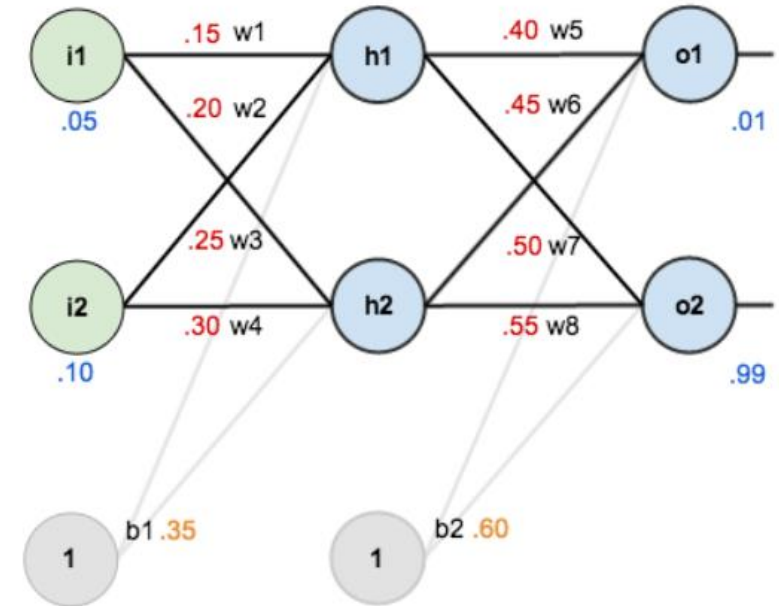 .15 w1
.40 w5
i1
h1
o1
.20 w2
.45 w6
.05
.01
.25 w3
.50 w7
i2
h2
o2
.30 w4
.55 w8
.10
.99
b1 .35
b2 .60
1
1